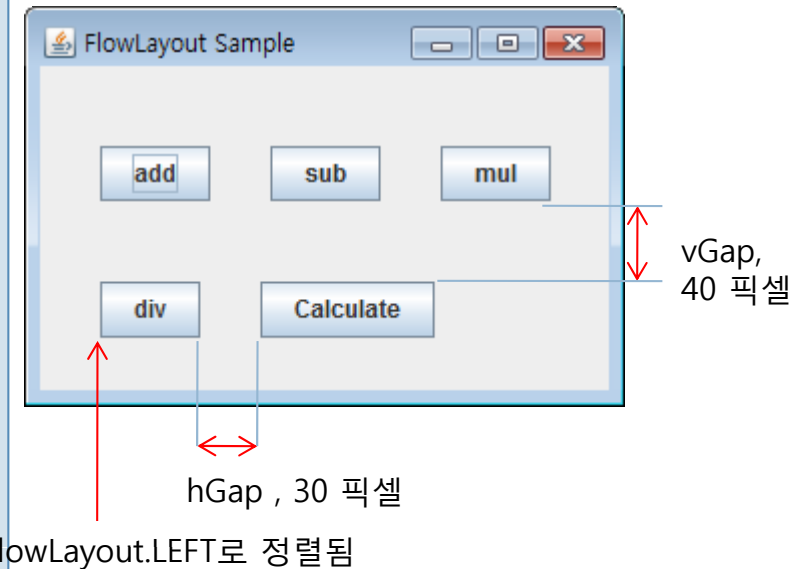 FlowLayout Sample
add sub mul
vGap,
40 픽셀
div Calculate
hGap , 30 픽셀
lowLayout.LEFT로 정렬됨